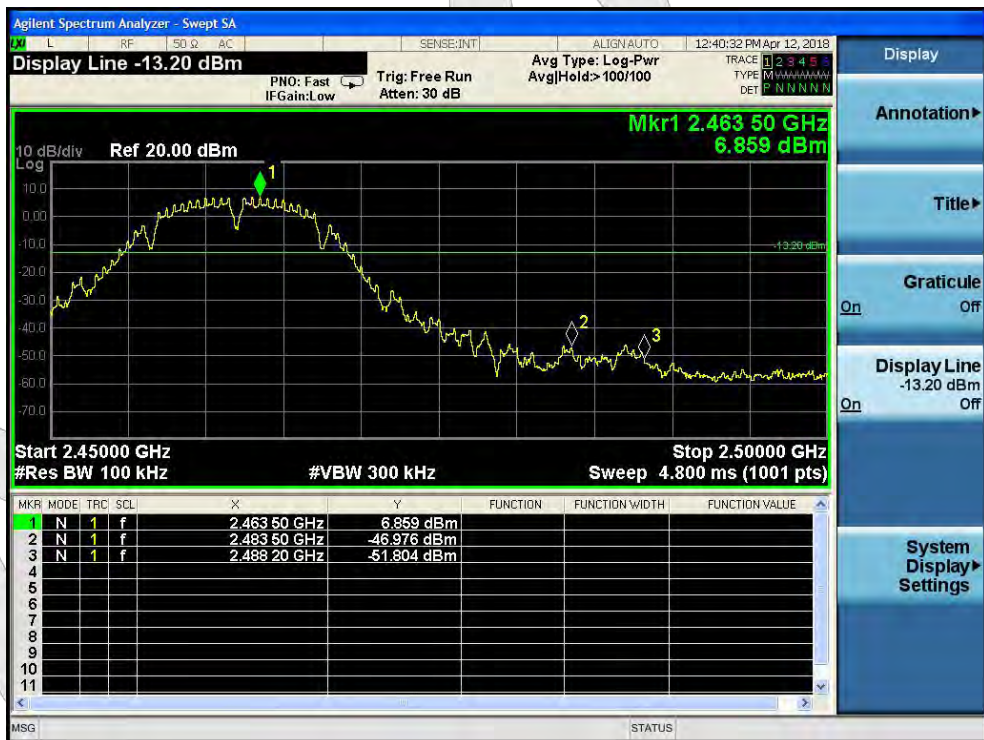 Agilent Spectrum Analyzer - Swept SA
LXI L RF 50 Ω AC SENSE:INT ALIGN AUTO 12:40:32 PM Apr 12, 2018
Display Line -13.20 dBm
PNO: Fast
IFGain:Low
Trig: Free Run
Atten: 30 dB
Avg Type: Log-Pwr
Avg|Hold:> 100/100
TRACE 1 2 3 4 5 6
TYPE M
DET P N N N N N
Mkr1 2.463 50 GHz
6.859 dBm
10 dB/div Ref 20.00 dBm
Log
10.0
0.00
-10.0
-20.0
-30.0
-40.0
-50.0
-60.0
-70.0
1
-13.20 dBm
2
3
Start 2.45000 GHz Stop 2.50000 GHz
#Res BW 100 kHz #VBW 300 kHz Sweep 4.800 ms (1001 pts)
MKR MODE TRC SCL X Y FUNCTION FUNCTION WIDTH FUNCTION VALUE
1 N 1 f 2.463 50 GHz 6.859 dBm
2 N 1 f 2.483 50 GHz -46.976 dBm
3 N 1 f 2.488 20 GHz -51.804 dBm
4
5
6
7
8
9
10
11
MSG STATUS
Display
Annotation
Title
Graticule
On Off
Display Line
-13.20 dBm
On Off
System
Display
Settings